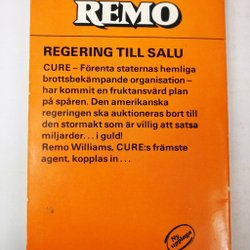 REMO
REGERING TILL SALU
CURE – Förenta staternas hemliga
brottsbekämpande organisation –
har kommit en fruktansvärd plan
på spåren. Den amerikanska
regeringen ska auktioneras bort till
den stormakt som är villig att satsa
miljarder... i guld!
Remo Williams, CURE:s främste
agent, kopplas in...
Ny
upplaga